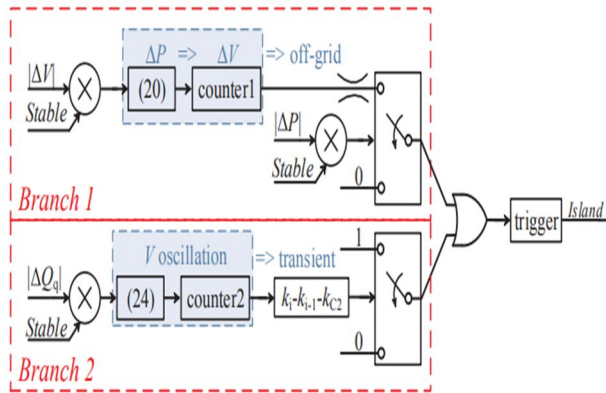 ΔP => ΔV => off-grid
|ΔV|
Stable
(20)
counter1
|ΔP|
Stable
0
Branch 1
trigger
Island
V oscillation => transient
1
|ΔQq|
Stable
(24)
counter2
ki-ki-1-kC2
0
Branch 2